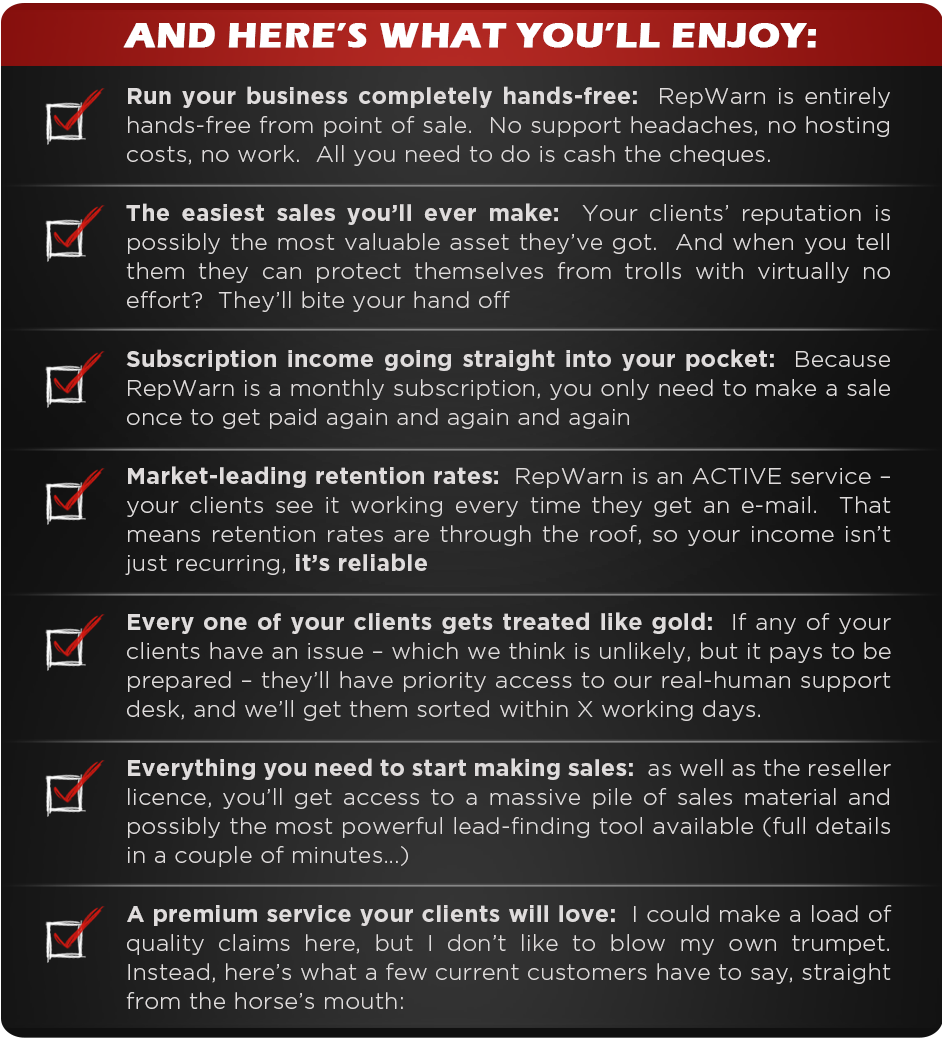 AND HERE’S WHAT YOU’LL ENJOY:
Run your business completely hands-free: RepWarn is entirely
hands-free from point of sale. No support headaches, no hosting
costs, no work. All you need to do is cash the cheques.
The easiest sales you’ll ever make: Your clients’ reputation is
possibly the most valuable asset they’ve got. And when you tell
them they can protect themselves from trolls with virtually no
effort? They’ll bite your hand off
Subscription income going straight into your pocket: Because
RepWarn is a monthly subscription, you only need to make a sale
once to get paid again and again and again
Market-leading retention rates: RepWarn is an ACTIVE service –
your clients see it working every time they get an e-mail. That
means retention rates are through the roof, so your income isn’t
just recurring, it’s reliable
Every one of your clients gets treated like gold: If any of your
clients have an issue – which we think is unlikely, but it pays to be
prepared – they’ll have priority access to our real-human support
desk, and we’ll get them sorted within X working days.
Everything you need to start making sales: as well as the reseller
licence, you’ll get access to a massive pile of sales material and
possibly the most powerful lead-finding tool available (full details
in a couple of minutes...)
A premium service your clients will love: I could make a load of
quality claims here, but I don’t like to blow my own trumpet.
Instead, here’s what a few current customers have to say, straight
from the horse’s mouth: